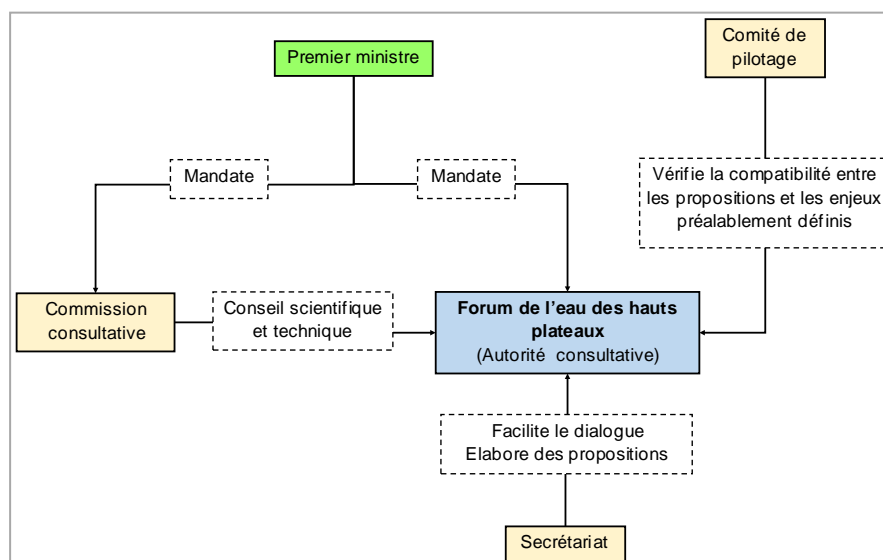 Premier ministre
Comité de
pilotage
Mandate
Mandate
Vérifie la compatibilité entre
les propositions et les enjeux
préalablement définis
Commission
consultative
Conseil scientifique
et technique
Forum de l'eau des hauts
plateaux
(Autorité consultative)
Facilite le dialogue
Elabore des propositions
Secrétariat